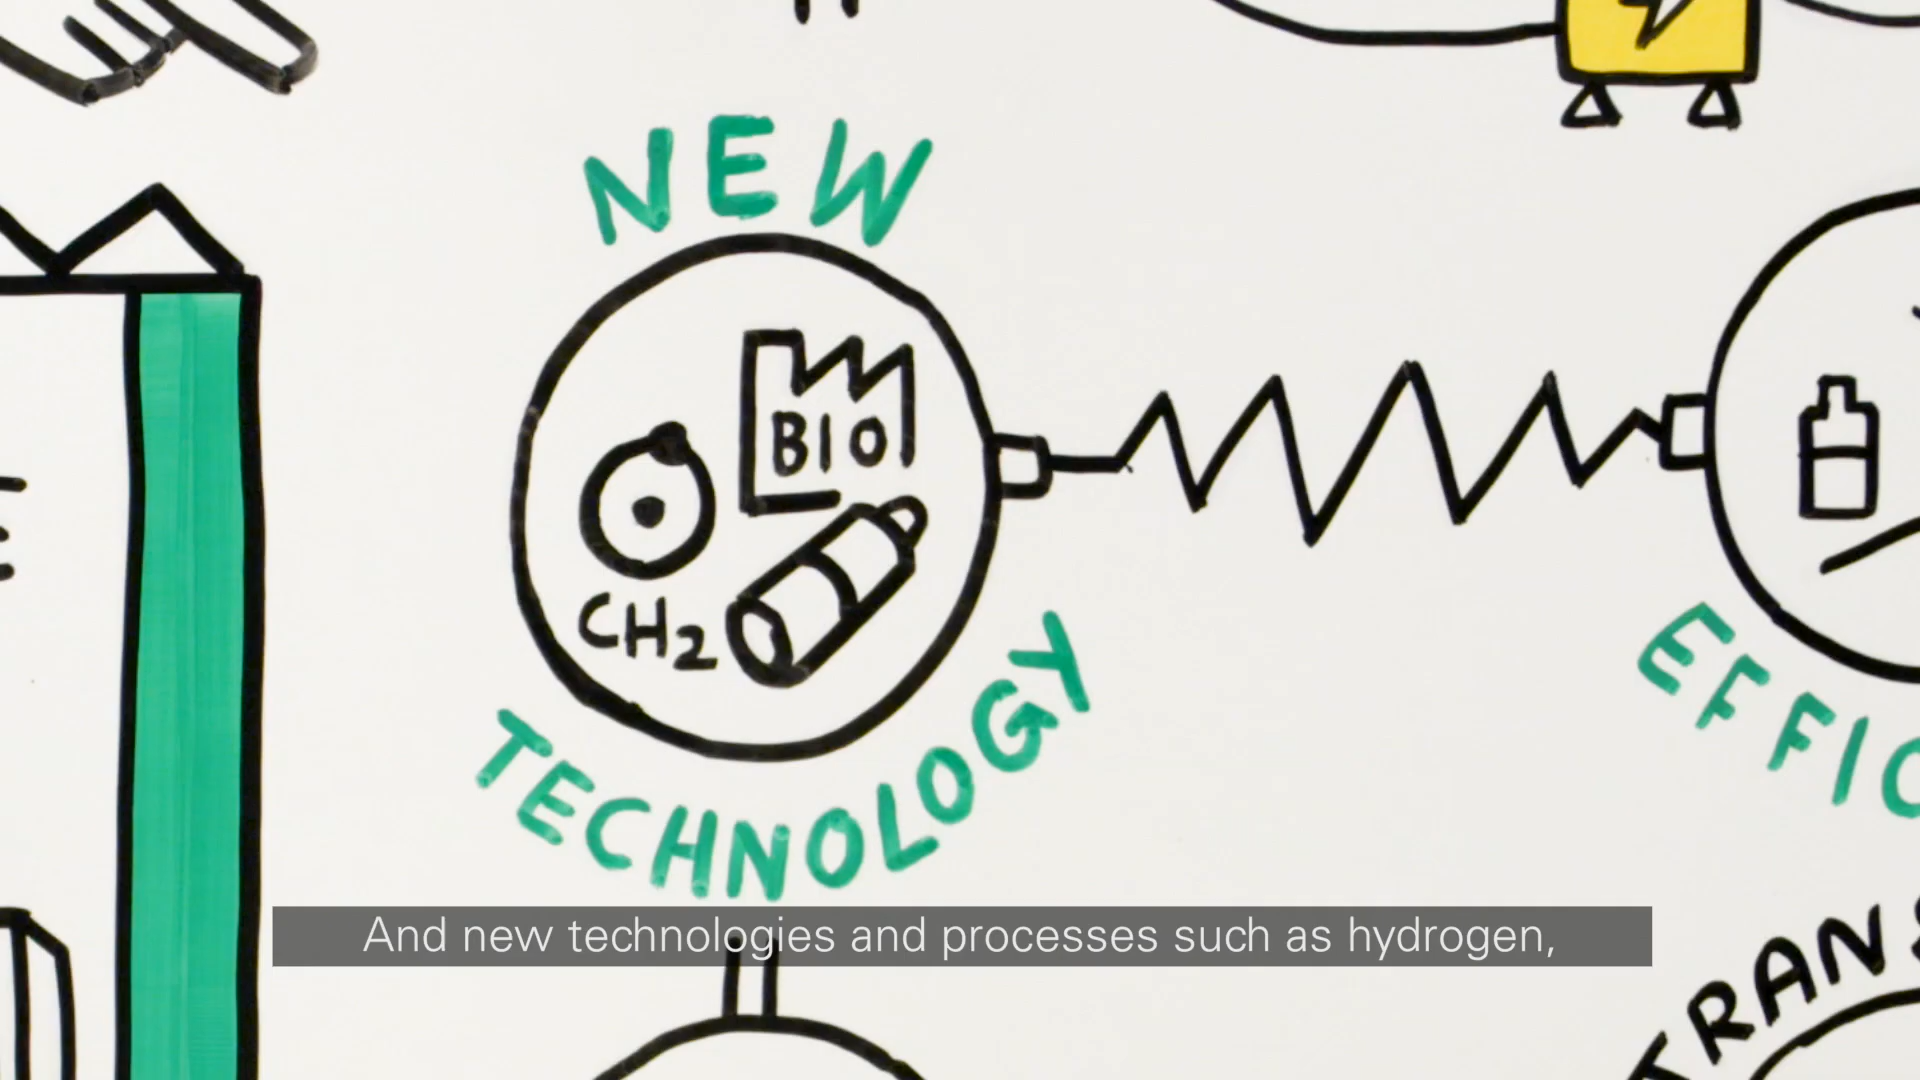 NEW
BIO
CH2
TECHNOLOGY
EFFIC
TRANS
And new technologies and processes such as hydrogen,